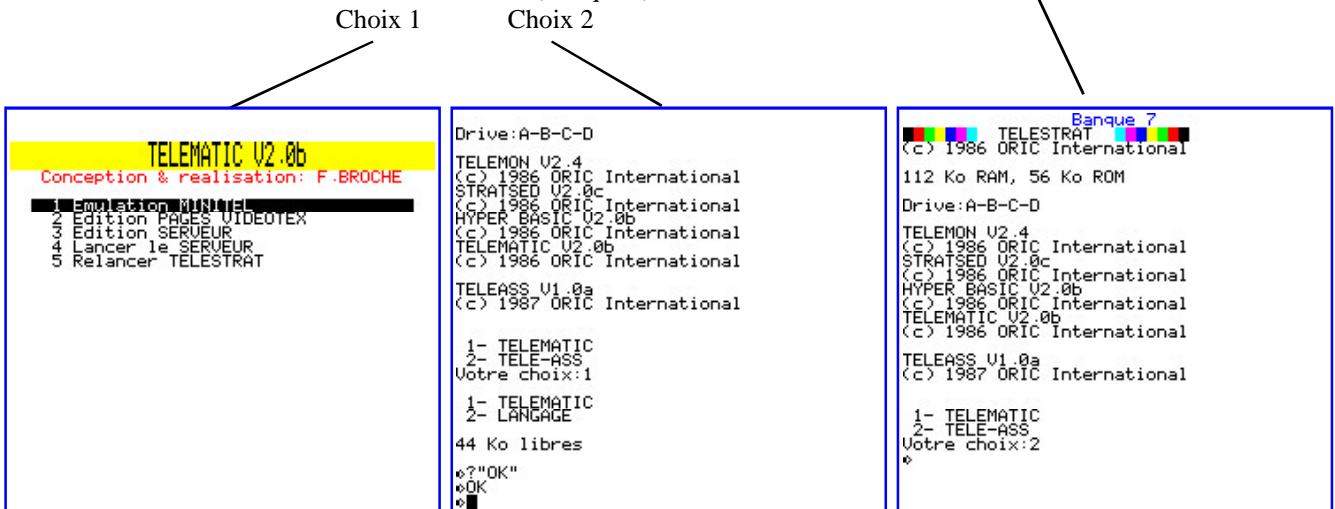 Choix 1 Choix 2
TELEMATIC V2.0b
Conception & realisation: F.BROCHE
1 Emulation MINITEL
2 Edition PAGES VIDEOTEX
3 Edition SERVEUR
4 Lancer le SERVEUR
5 Relancer TELESTRAT
Drive:A-B-C-D
TELEMON V2.4
(c) 1986 ORIC International
STRATSED V2.0c
(c) 1986 ORIC International
HYPER BASIC V2.0b
(c) 1986 ORIC International
TELEMATIC V2.0b
(c) 1986 ORIC International
TELEASS V1.0a
(c) 1987 ORIC International
1- TELEMATIC
2- TELE-ASS
Votre choix:1
1- TELEMATIC
2- LANGAGE
44 Ko libres
?"OK"
OK
Banque 7
TELESTRAT
(c) 1986 ORIC International
112 Ko RAM, 56 Ko ROM
Drive:A-B-C-D
TELEMON V2.4
(c) 1986 ORIC International
STRATSED V2.0c
(c) 1986 ORIC International
HYPER BASIC V2.0b
(c) 1986 ORIC International
TELEMATIC V2.0b
(c) 1986 ORIC International
TELEASS V1.0a
(c) 1987 ORIC International
1- TELEMATIC
2- TELE-ASS
Votre choix:2